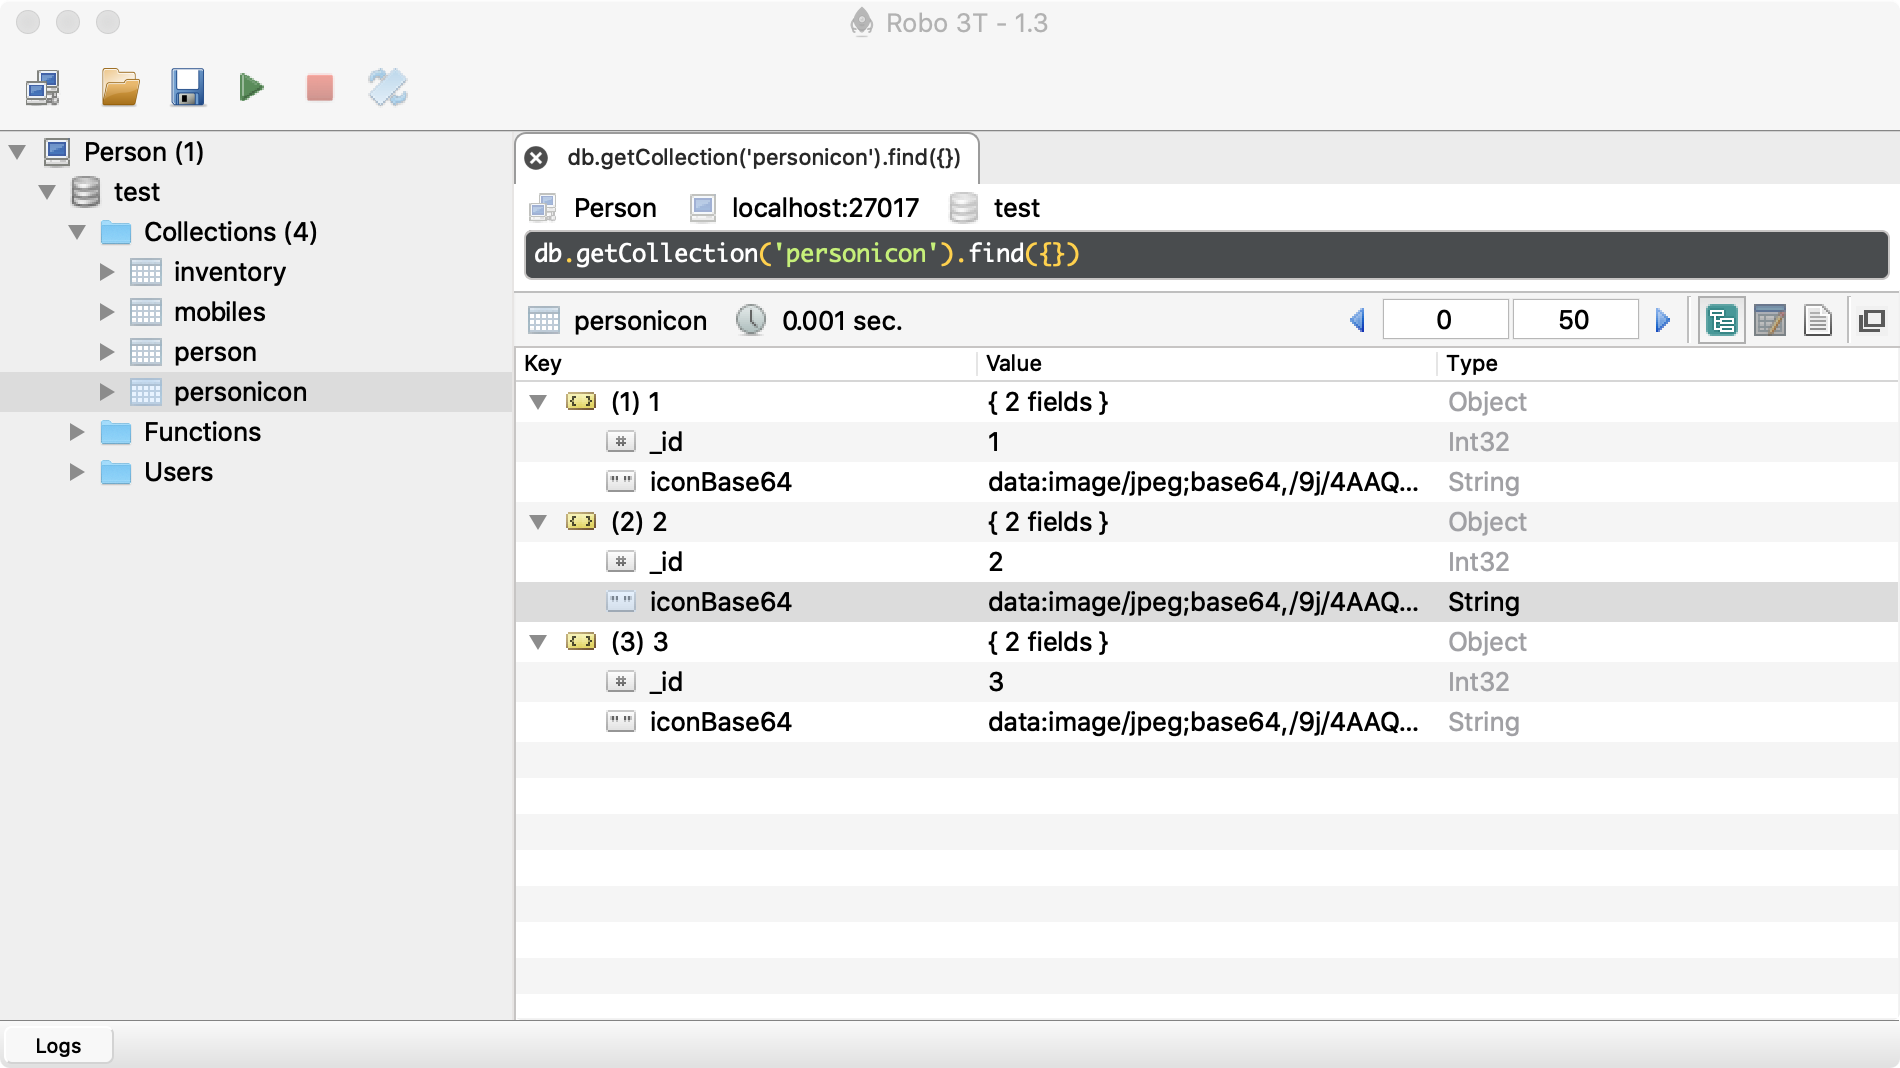 Robo 3T - 1.3
Person (1)
test
Collections (4)
inventory
mobiles
person
personicon
Functions
Users
db.getCollection('personicon').find({})
Person localhost:27017 test
db.getCollection('personicon').find({})
personicon 0.001 sec. 0 50
Key Value Type
(1) 1 { 2 fields } Object
_id 1 Int32
iconBase64 data:image/jpeg;base64,/9j/4AAQ... String
(2) 2 { 2 fields } Object
_id 2 Int32
iconBase64 data:image/jpeg;base64,/9j/4AAQ... String
(3) 3 { 2 fields } Object
_id 3 Int32
iconBase64 data:image/jpeg;base64,/9j/4AAQ... String
Logs